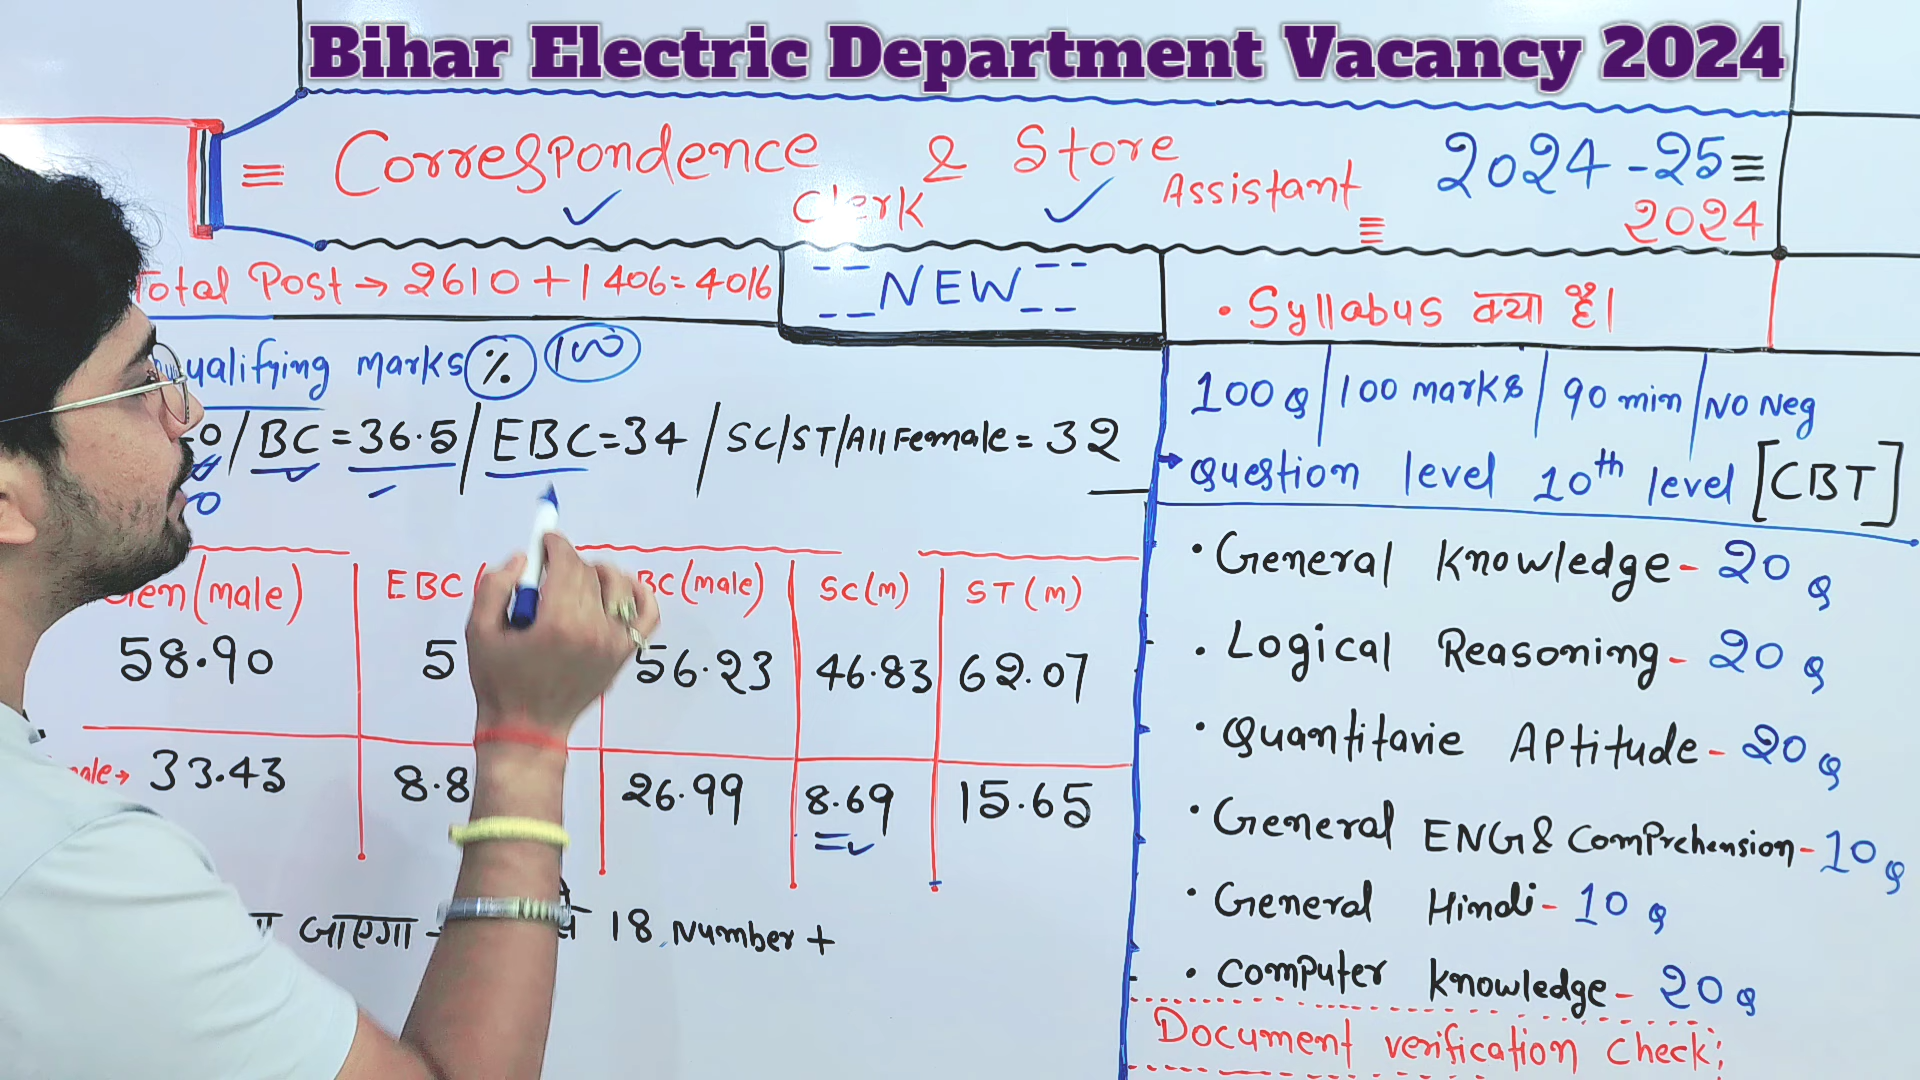 Bihar Electric Department Vacancy 2024
≡ Correspondence Clerk & Store Assistant ≡ 2024-25 ≡
2024
Total Post → 2610 + 1406 = 4016
NEW
• Syllabus क्या है।
Qualifying marks % 100
/ BC = 36.5 / EBC = 34 / SC/ST/All Female = 32
Gen (male) EBC BC (male) SC (m) ST (m)
58.90 5 56.23 46.83 62.07
33.43 8.8 26.99 8.69 15.65
जाएगा - 18 Number +
100 Q / 100 marks / 90 min / No Neg
→ Question level 10th level [CBT]
• General Knowledge - 20 Q
• Logical Reasoning - 20 Q
• Quantitavie Aptitude - 20 Q
• General ENG & Comprehension - 10 Q
• General Hindi - 10 Q
• Computer Knowledge - 20 Q
Document verification check;